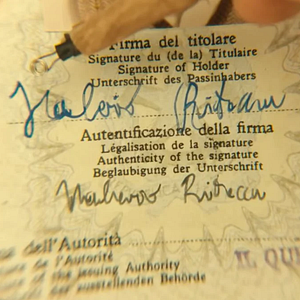 Firma del titolare
Signature du (de la) Titulaire
Signature of Holder
Unterschrift des Passinhabers
Autentificazione della firma
Légalisation de la signature
Authenticity of the signature
Beglaubigung der Unterschrift
dell'Autorità
de l'Autorité
of the issuing Authority
der ausstellenden Behörde
IL QU